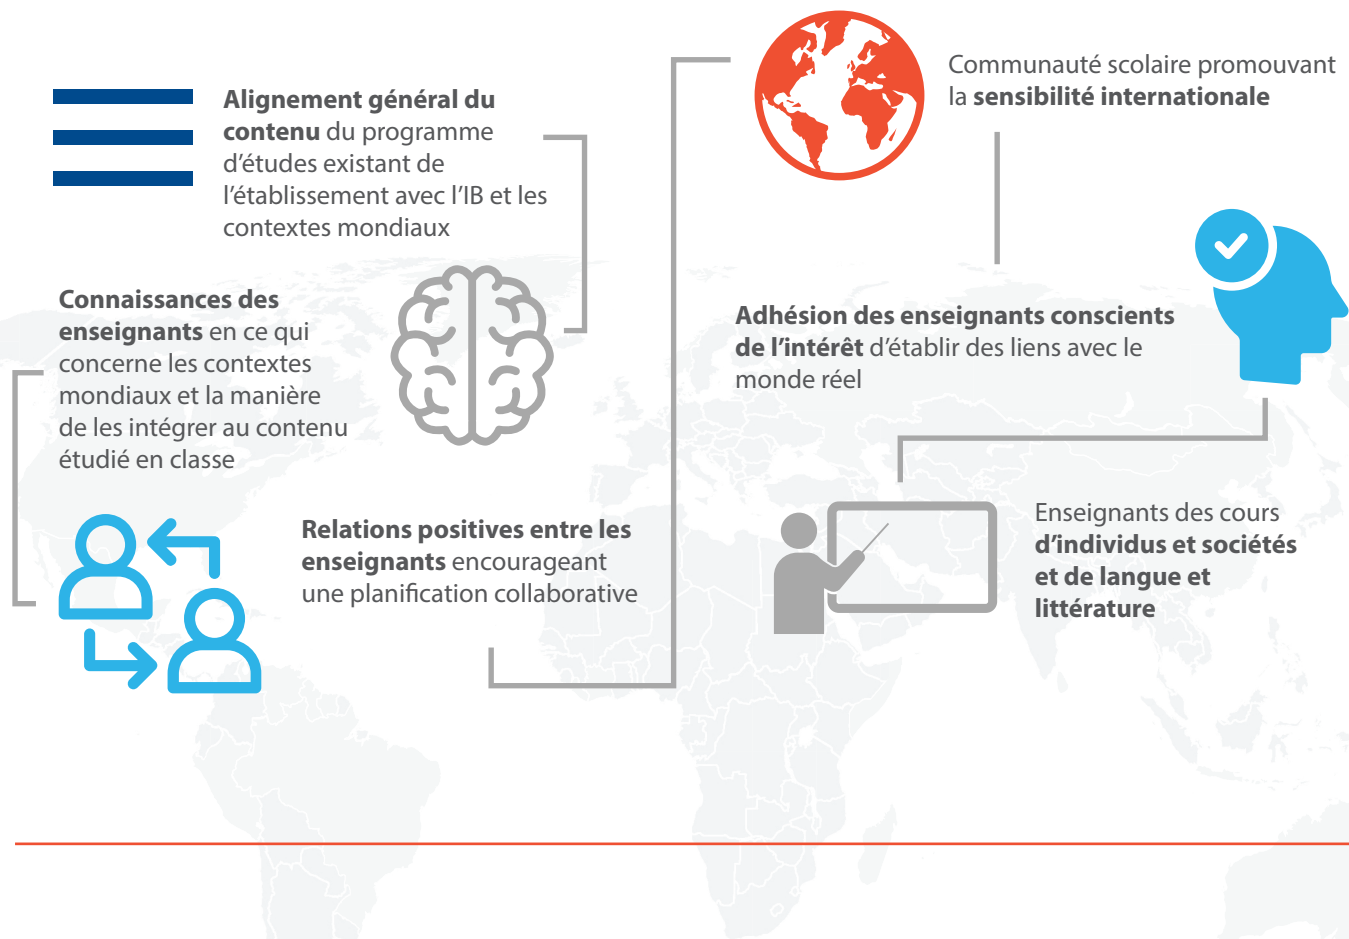 Alignement général du
contenu du programme
d’études existant de
l’établissement avec l’IB et les
contextes mondiaux
Connaissances des
enseignants en ce qui
concerne les contextes
mondiaux et la manière
de les intégrer au contenu
étudié en classe
Relations positives entre les
enseignants encourageant
une planification collaborative
Communauté scolaire promouvant
la sensibilité internationale
Adhésion des enseignants conscients
de l’intérêt d’établir des liens avec le
monde réel
Enseignants des cours
d’individus et sociétés
et de langue et
littérature